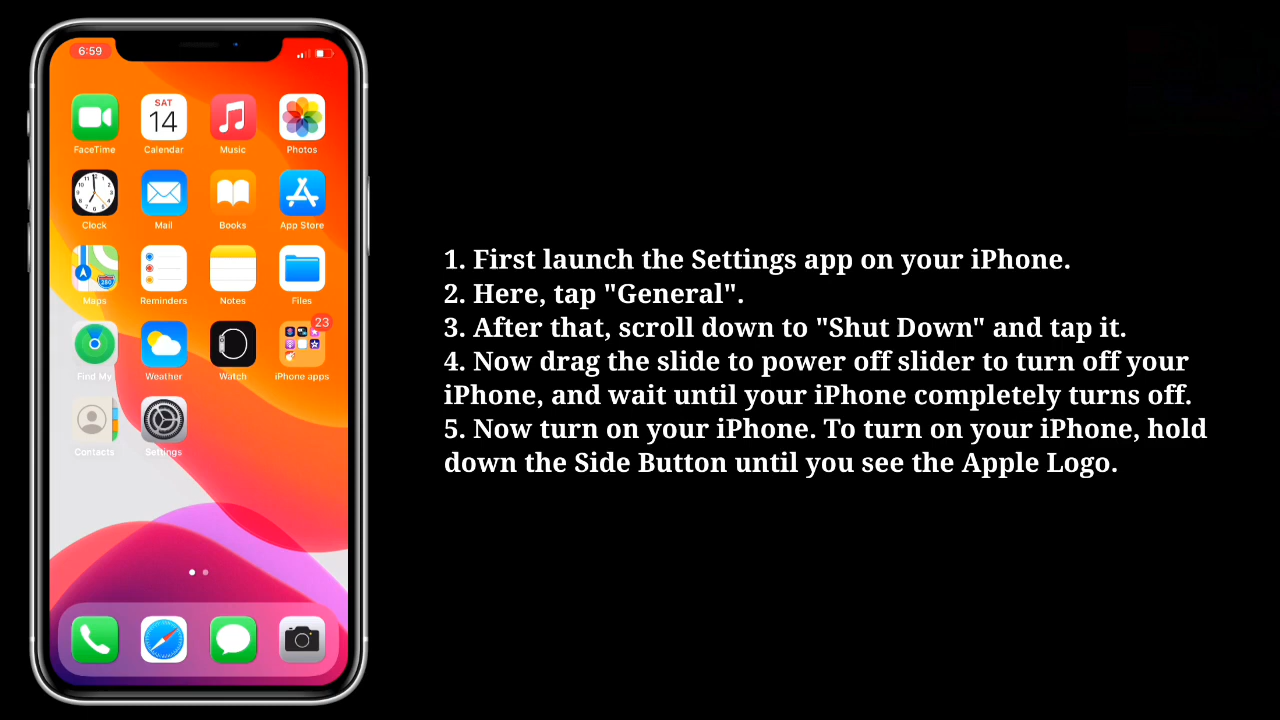 6:59
SAT
14
FaceTime
Calendar
Music
Photos
Clock
Mail
Books
App Store
280
Maps
Reminders
Notes
Files
23
Find My
Weather
Watch
iPhone apps
Contacts
Settings
1. First launch the Settings app on your iPhone.
2. Here, tap "General".
3. After that, scroll down to "Shut Down" and tap it.
4. Now drag the slide to power off slider to turn off your
iPhone, and wait until your iPhone completely turns off.
5. Now turn on your iPhone. To turn on your iPhone, hold
down the Side Button until you see the Apple Logo.